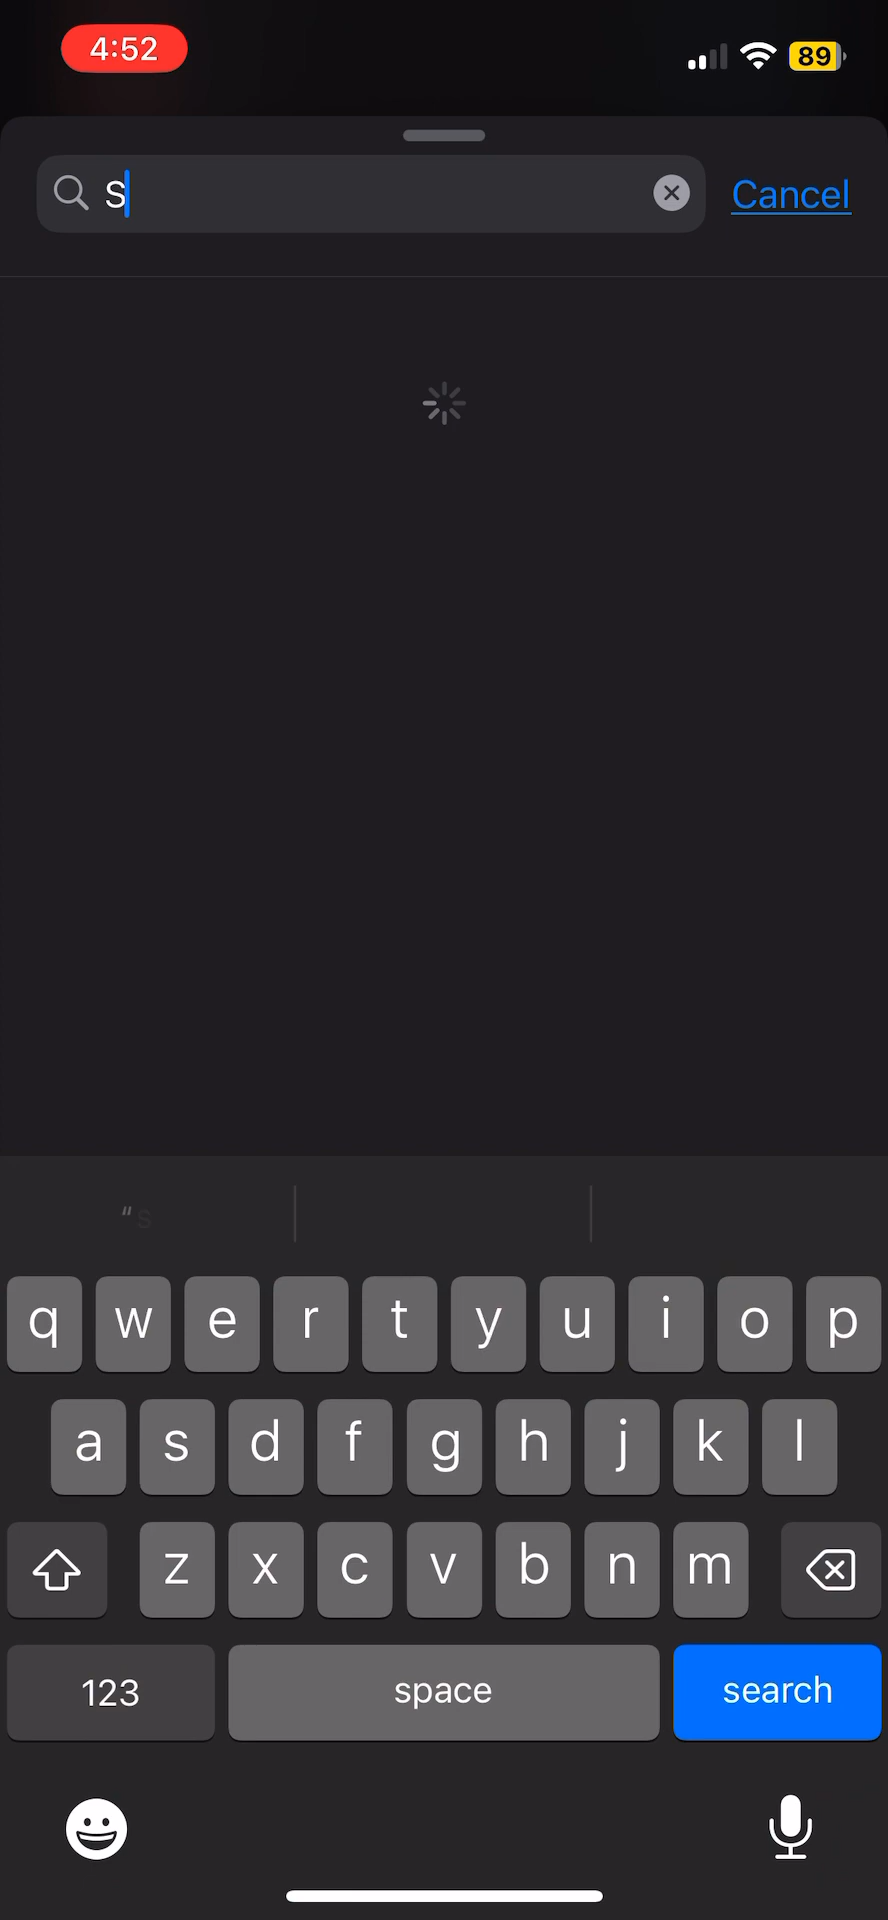 4:52
89
S
Cancel
“s
q w e r t y u i o p
a s d f g h j k l
z x c v b n m
123 space search